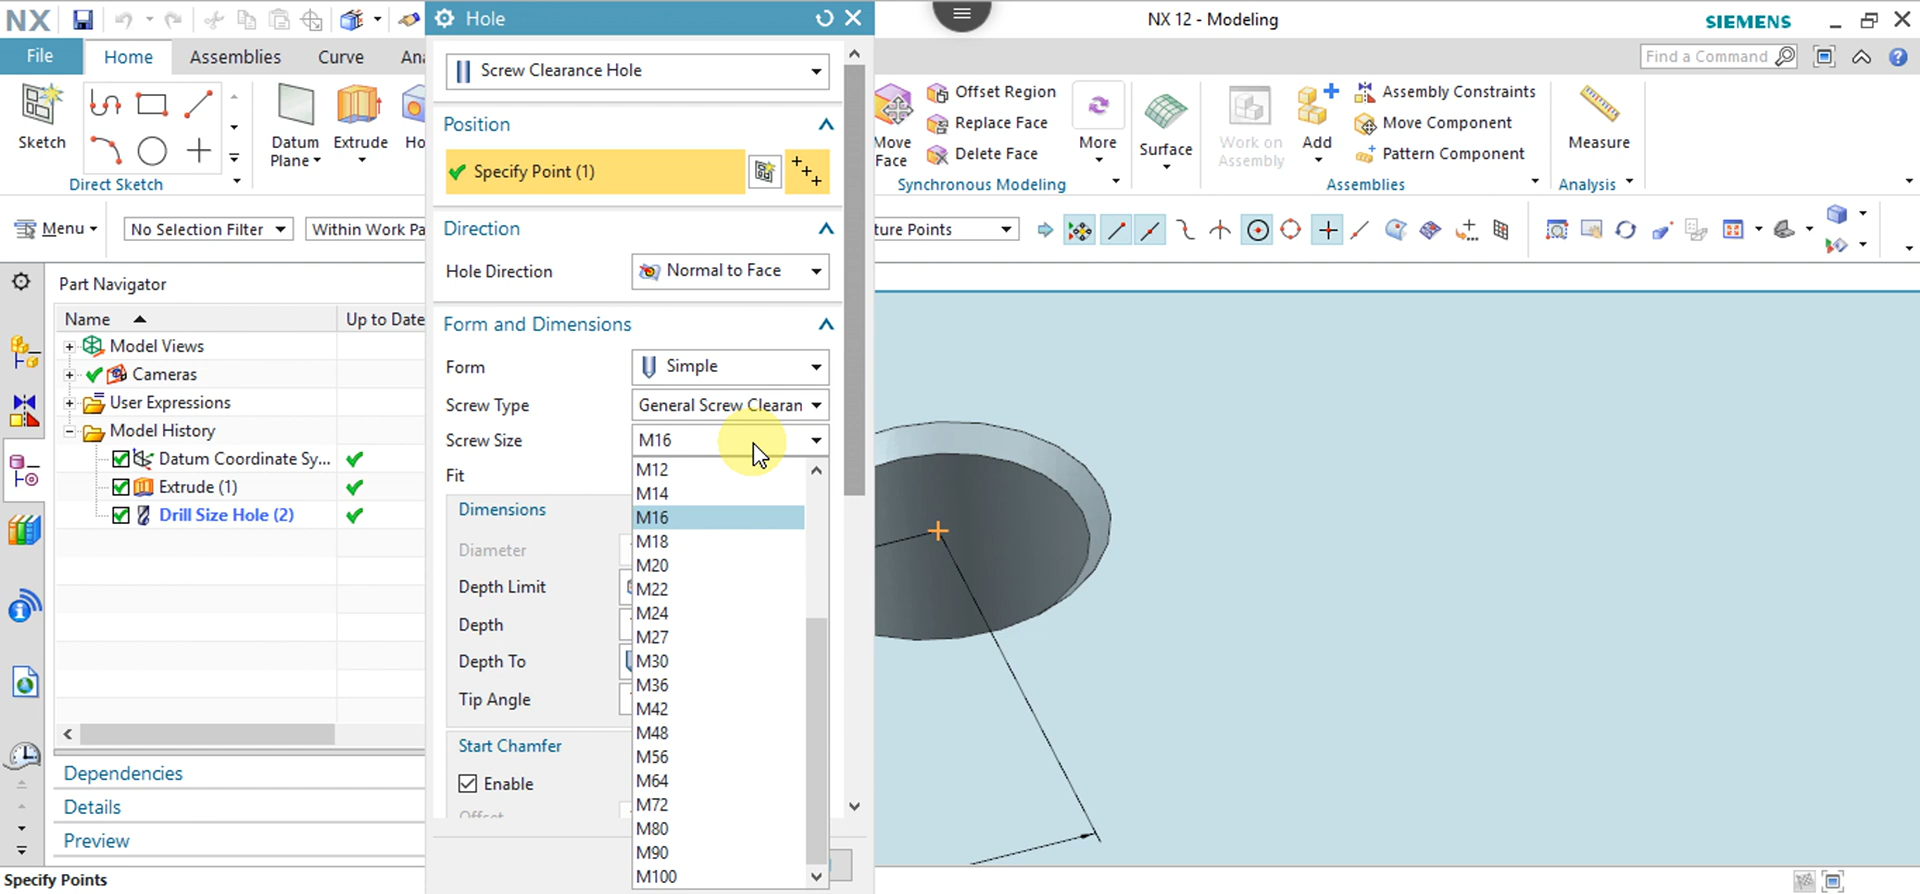 NX
Hole
NX 12 - Modeling
SIEMENS
File
Home
Assemblies
Curve
An
Screw Clearance Hole
Find a Command
Sketch
Datum
Plane
Extrude
Ho
Direct Sketch
Position
Specify Point (1)
Move
Face
Offset Region
Replace Face
Delete Face
More
Synchronous Modeling
Surface
Work on
Assembly
Add
Assembly Constraints
Move Component
Pattern Component
Assemblies
Measure
Analysis
Menu
No Selection Filter
Within Work Pa
ture Points
Direction
Hole Direction
Normal to Face
Part Navigator
Name
Up to Date
Model Views
Cameras
User Expressions
Model History
Datum Coordinate Sy...
Extrude (1)
Drill Size Hole (2)
Form and Dimensions
Form
Simple
Screw Type
General Screw Clearan
Screw Size
M16
Fit
M12
M14
M16
M18
M20
M22
M24
M27
M30
M36
M42
M48
M56
M64
M72
M80
M90
M100
Dimensions
Diameter
Depth Limit
Depth
Depth To
Tip Angle
Start Chamfer
Enable
Offset
Dependencies
Details
Preview
Specify Points